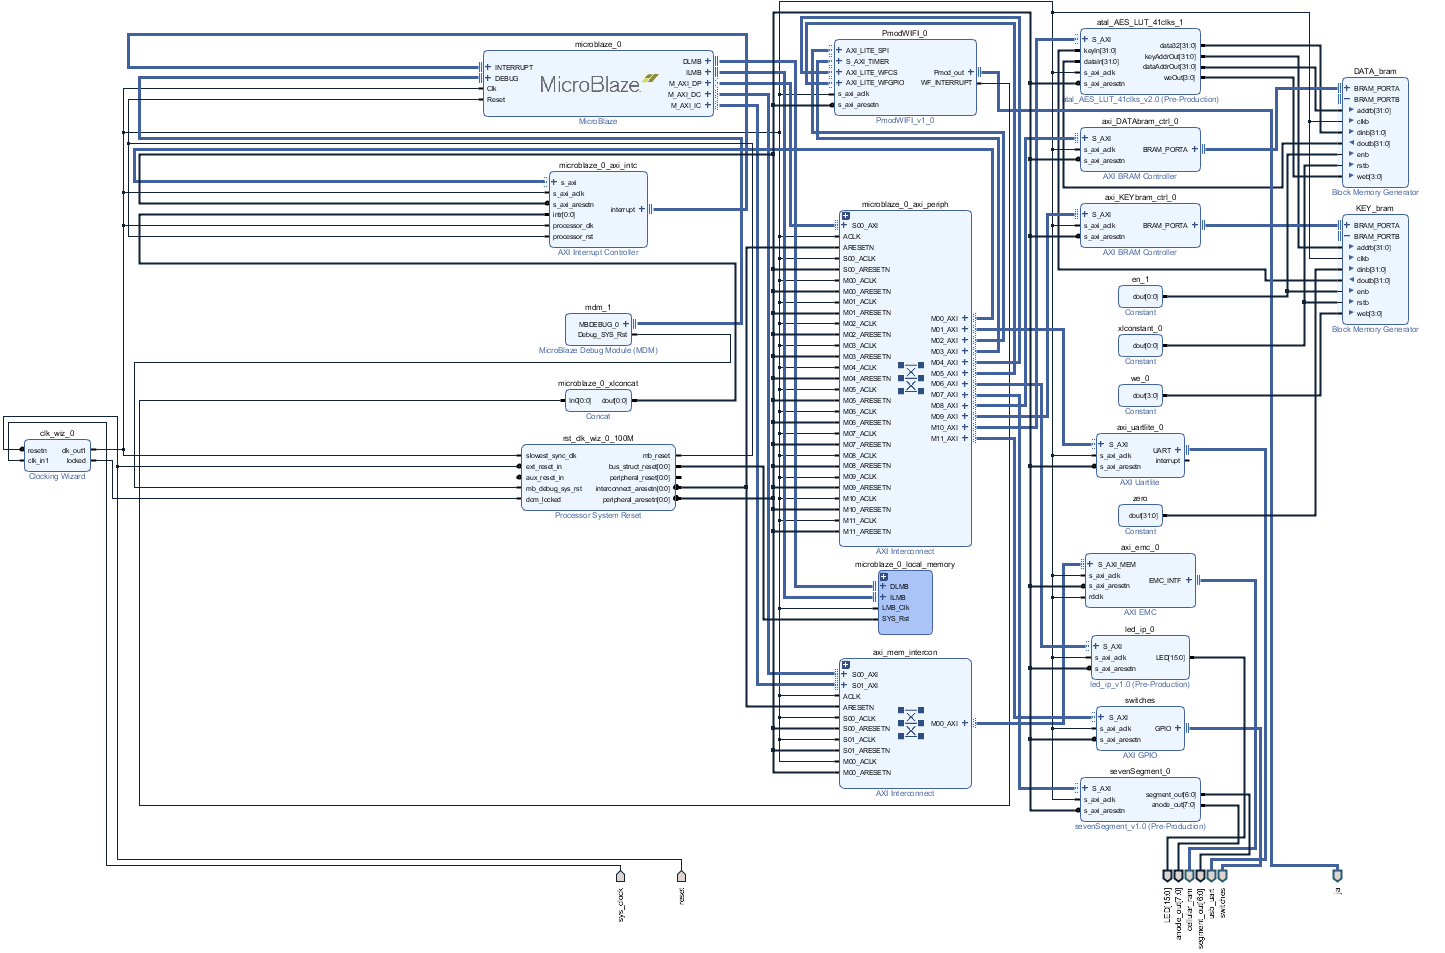 microblaze_0
INTERRUPT
DEBUG
Clk
Reset
MicroBlaze
DLMB
ILMB
M_AXI_DP
M_AXI_DC
M_AXI_IC
MicroBlaze
microblaze_0_axi_intc
s_axi
s_axi_aclk
s_axi_aresetn
intr[0:0]
processor_clk
processor_rst
interrupt
AXI Interrupt Controller
mdm_1
MBDEBUG_0
Debug_SYS_Rst
MicroBlaze Debug Module (MDM)
microblaze_0_xlconcat
In0[0:0]
dout[0:0]
Concat
clk_wiz_0
resetn
clk_in1
clk_out1
locked
Clocking Wizard
rst_clk_wiz_0_100M
slowest_sync_clk
ext_reset_in
aux_reset_in
mb_debug_sys_rst
dcm_locked
mb_reset
bus_struct_reset[0:0]
peripheral_reset[0:0]
interconnect_aresetn[0:0]
peripheral_aresetn[0:0]
Processor System Reset
PmodWIFI_0
AXI_LITE_SPI
S_AXI_TIMER
AXI_LITE_WFCS
AXI_LITE_WFGPIO
s_axi_aclk
s_axi_aresetn
Pmod_out
WF_INTERRUPT
PmodWIFI_v1_0
microblaze_0_axi_periph
S00_AXI
ACLK
ARESETN
S00_ACLK
S00_ARESETN
M00_ACLK
M00_ARESETN
M01_ACLK
M01_ARESETN
M02_ACLK
M02_ARESETN
M03_ACLK
M03_ARESETN
M04_ACLK
M04_ARESETN
M05_ACLK
M05_ARESETN
M06_ACLK
M06_ARESETN
M07_ACLK
M07_ARESETN
M08_ACLK
M08_ARESETN
M09_ACLK
M09_ARESETN
M10_ACLK
M10_ARESETN
M11_ACLK
M11_ARESETN
M00_AXI
M01_AXI
M02_AXI
M03_AXI
M04_AXI
M05_AXI
M06_AXI
M07_AXI
M08_AXI
M09_AXI
M10_AXI
M11_AXI
AXI Interconnect
microblaze_0_local_memory
DLMB
ILMB
LMB_Clk
SYS_Rst
axi_mem_intercon
S00_AXI
S01_AXI
ACLK
ARESETN
S00_ACLK
S00_ARESETN
S01_ACLK
S01_ARESETN
M00_ACLK
M00_ARESETN
M00_AXI
AXI Interconnect
atal_AES_LUT_41clks_1
S_AXI
keyIn[31:0]
dataIn[31:0]
s_axi_aclk
s_axi_aresetn
data32[31:0]
keyAddrOut[31:0]
dataAddrOut[31:0]
weOut[3:0]
atal_AES_LUT_41clks_v2.0 (Pre-Production)
axi_DATAbram_ctrl_0
S_AXI
s_axi_aclk
s_axi_aresetn
BRAM_PORTA
AXI BRAM Controller
axi_KEYbram_ctrl_0
S_AXI
s_axi_aclk
s_axi_aresetn
BRAM_PORTA
AXI BRAM Controller
en_1
dout[0:0]
Constant
xlconstant_0
dout[0:0]
Constant
we_0
dout[3:0]
Constant
axi_uartlite_0
S_AXI
s_axi_aclk
s_axi_aresetn
UART
interrupt
AXI Uartlite
zero
dout[31:0]
Constant
axi_emc_0
S_AXI_MEM
s_axi_aclk
s_axi_aresetn
rdclk
EMC_INTF
AXI EMC
led_ip_0
S_AXI
s_axi_aclk
s_axi_aresetn
LED[15:0]
led_ip_v1.0 (Pre-Production)
switches
S_AXI
s_axi_aclk
s_axi_aresetn
GPIO
AXI GPIO
sevenSegment_0
S_AXI
s_axi_aclk
s_axi_aresetn
segment_out[6:0]
anode_out[7:0]
sevenSegment_v1.0 (Pre-Production)
DATA_bram
BRAM_PORTA
BRAM_PORTB
addrb[31:0]
clkb
dinb[31:0]
doutb[31:0]
enb
rstb
web[3:0]
Block Memory Generator
KEY_bram
BRAM_PORTA
BRAM_PORTB
addrb[31:0]
clkb
dinb[31:0]
doutb[31:0]
enb
rstb
web[3:0]
Block Memory Generator
sys_clock
reset
LED[15:0]
anode_out[7:0]
cellular_ram
segment_out[6:0]
usb_uart
switches
ja